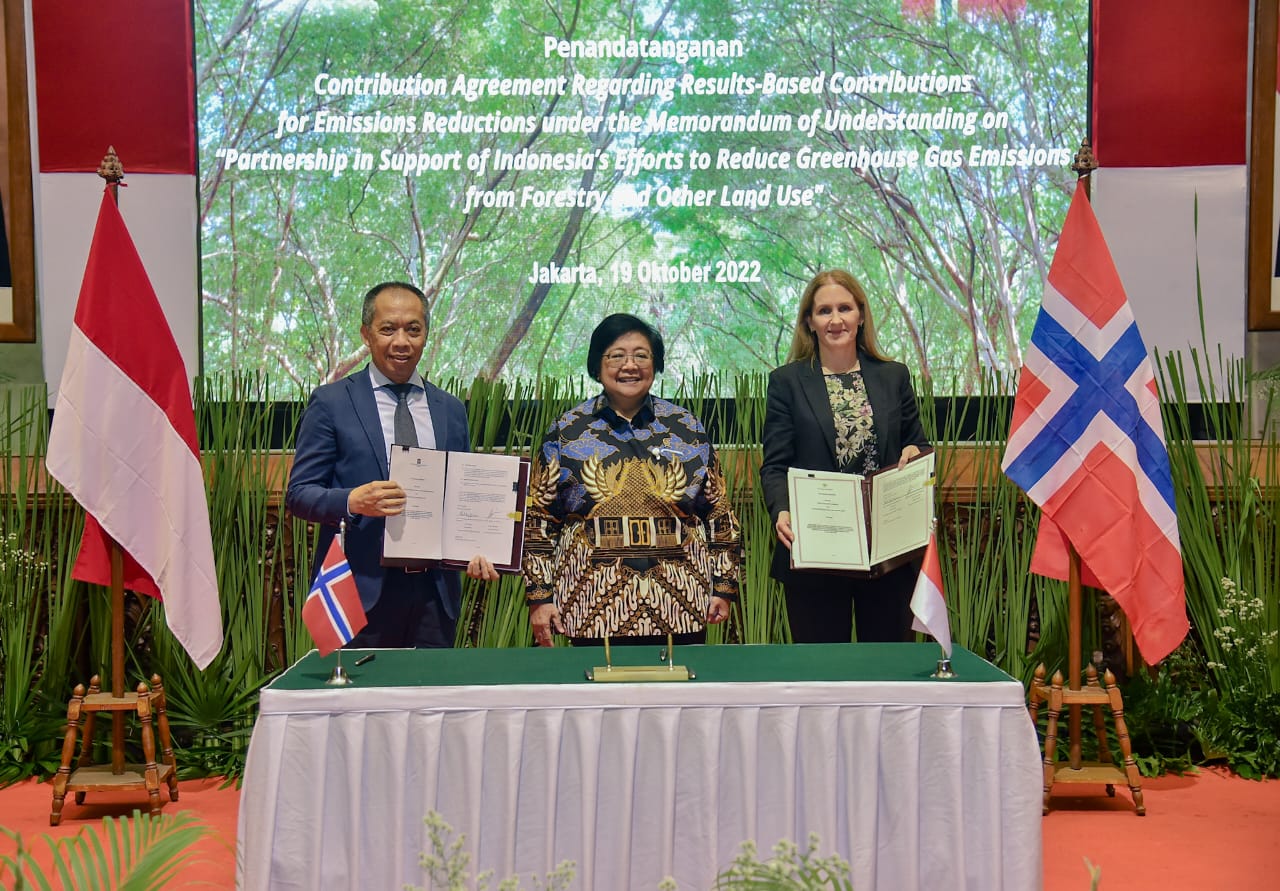 Penandatanganan
Contribution Agreement Regarding Results-Based Contributions
for Emissions Reductions under the Memorandum of Understanding on
“Partnership in Support of Indonesia’s Efforts to Reduce Greenhouse Gas Emissions
from Forestry and Other Land Use”
Jakarta, 19 Oktober 2022